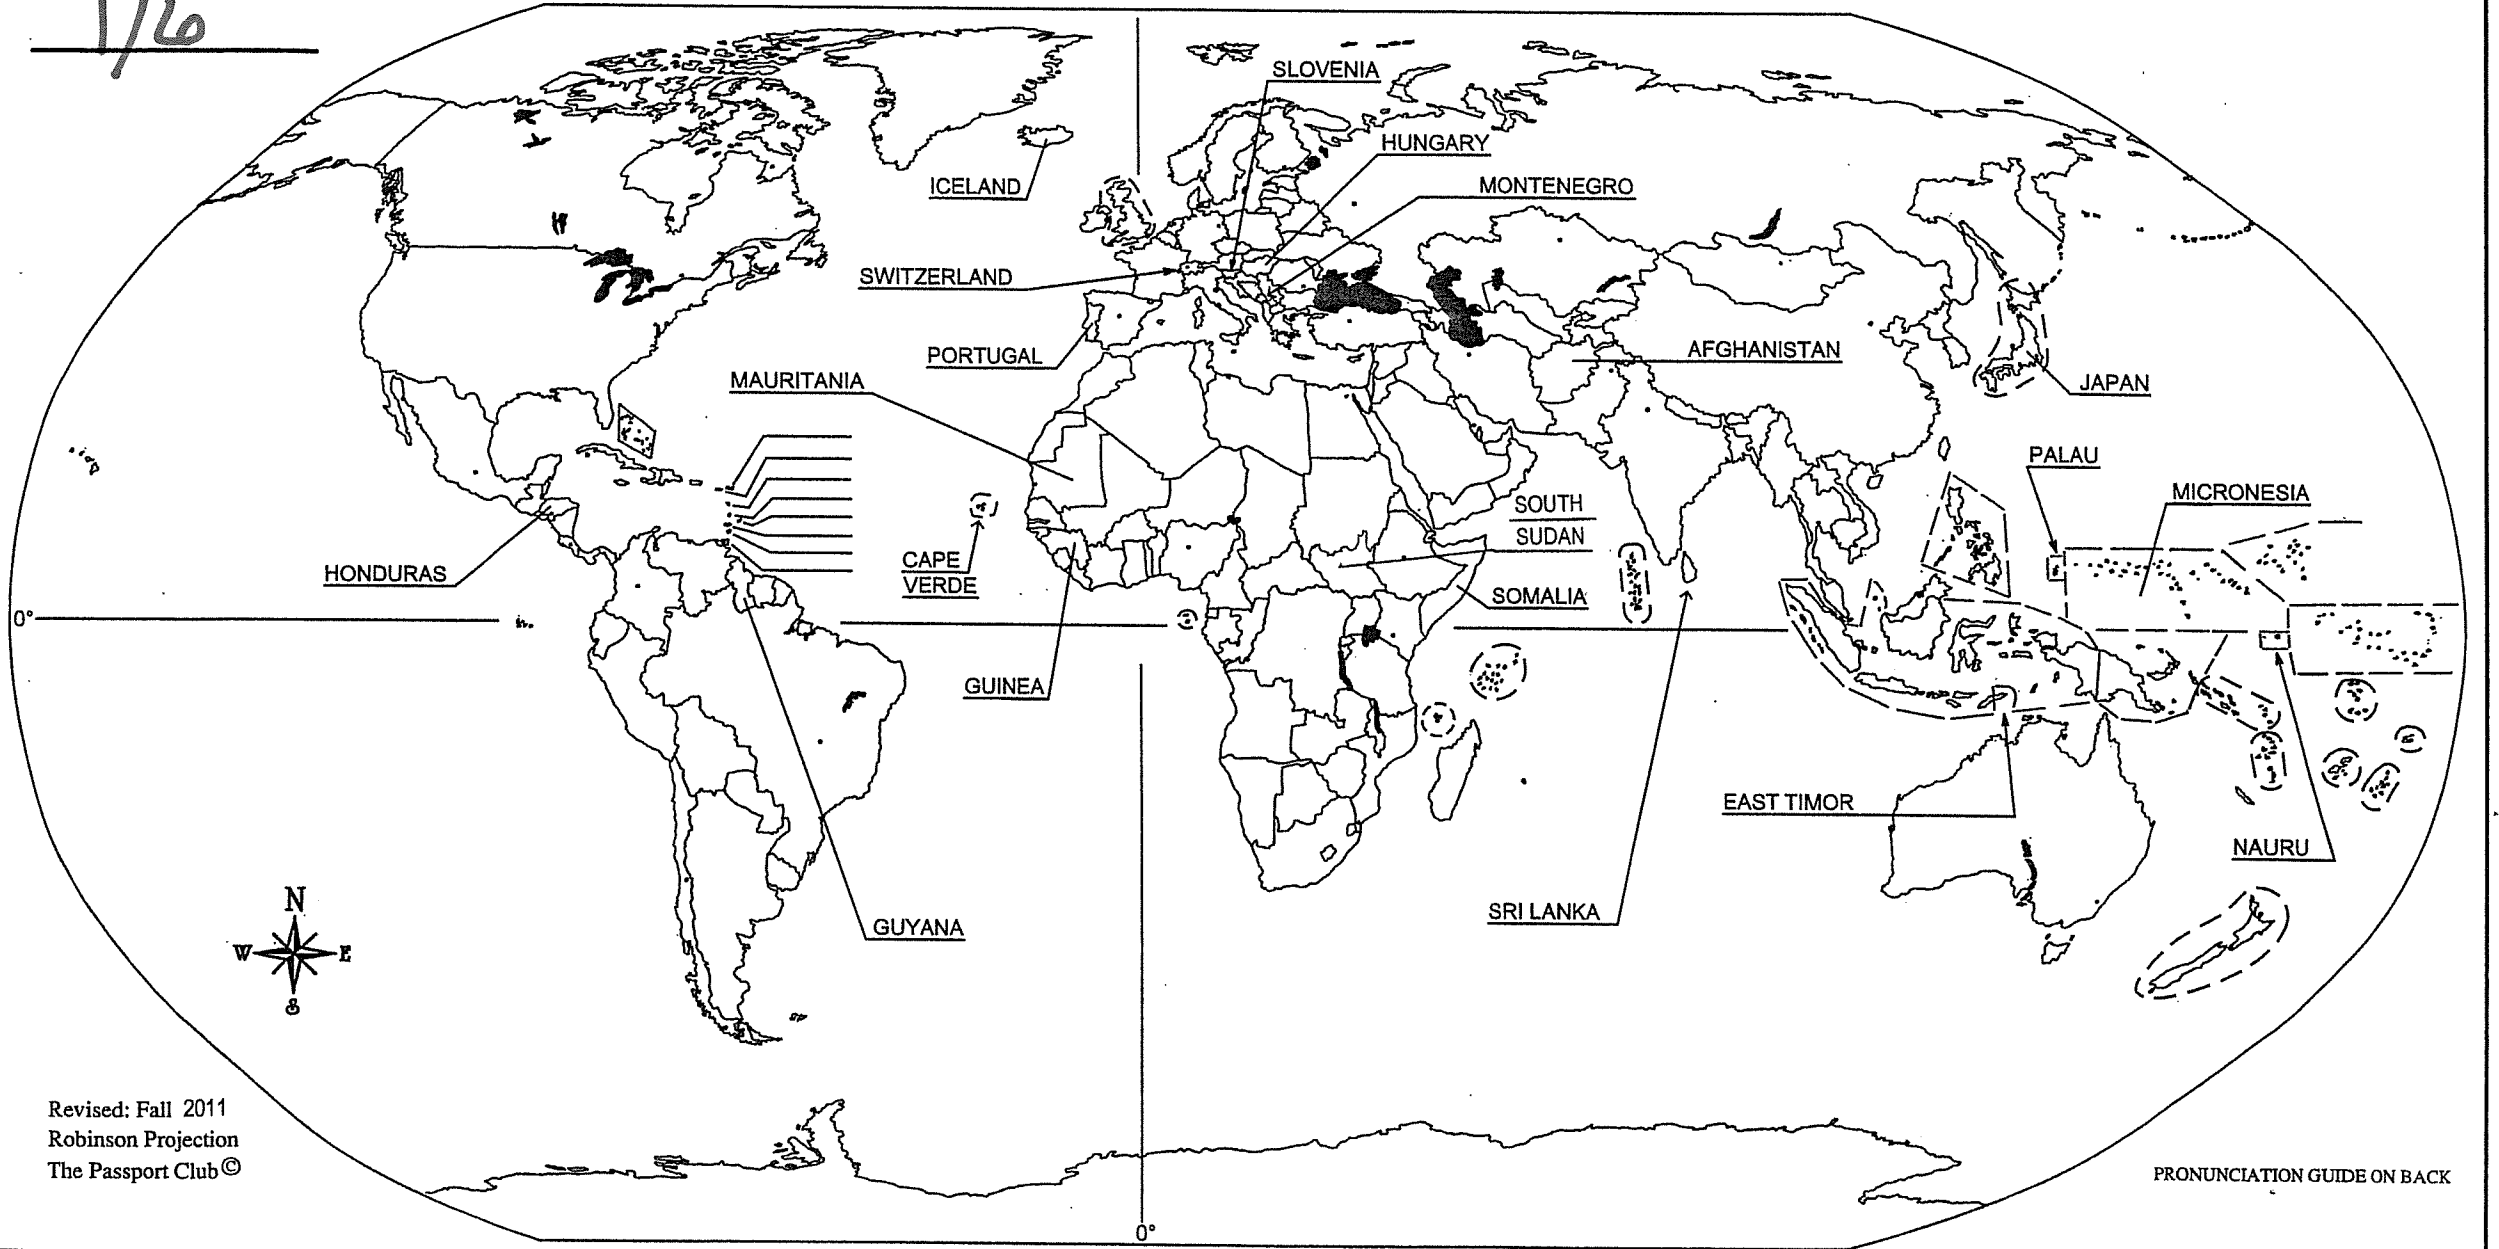 1/26
SLOVENIA
HUNGARY
ICELAND
MONTENEGRO
SWITZERLAND
PORTUGAL
AFGHANISTAN
MAURITANIA
JAPAN
PALAU
MICRONESIA
SOUTH
SUDAN
CAPE
VERDE
HONDURAS
SOMALIA
0°
GUINEA
EAST TIMOR
NAURU
SRI LANKA
GUYANA
N
W
E
S
Revised: Fall 2011
Robinson Projection
The Passport Club©
PRONUNCIATION GUIDE ON BACK
0°